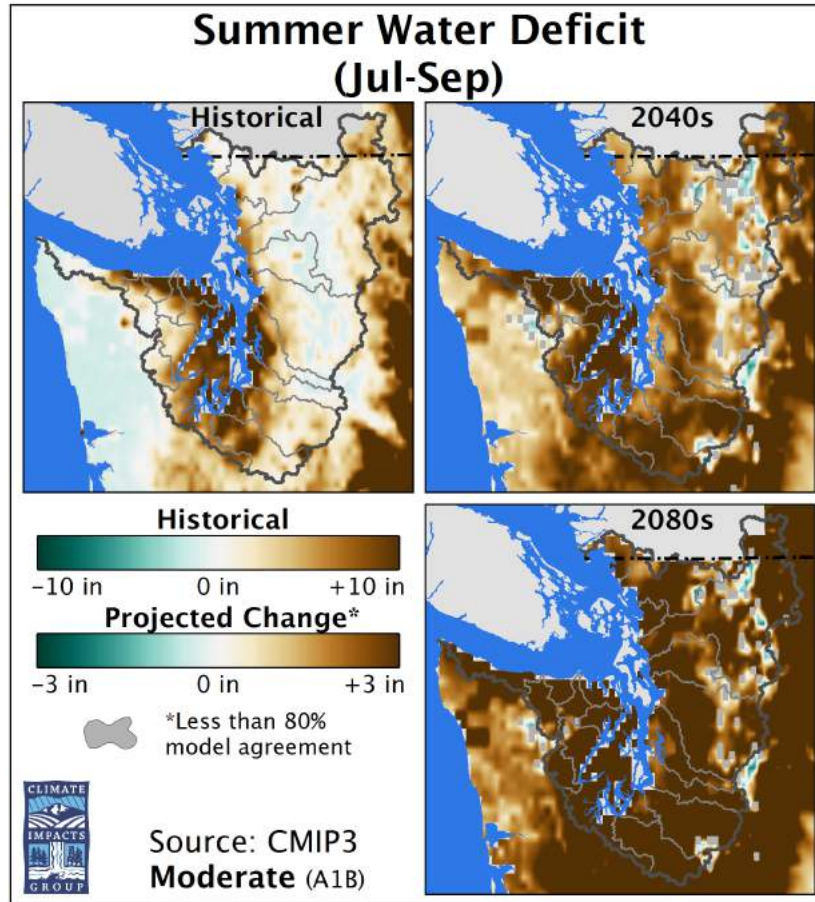 Summer Water Deficit
(Jul-Sep)
Historical
2040s
Historical
-10 in 0 in +10 in
Projected Change*
-3 in 0 in +3 in
*Less than 80%
model agreement
2080s
CLIMATE
IMPACTS
GROUP
Source: CMIP3
Moderate (A1B)